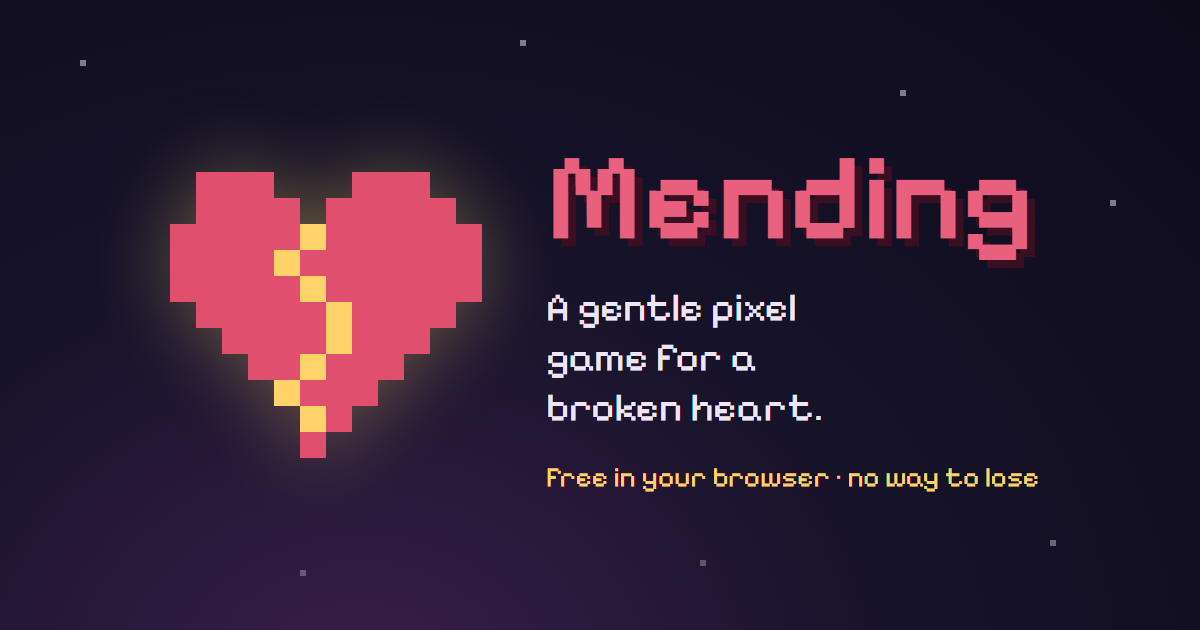 Mending
A gentle pixel
game for a
broken heart.
Free in your browser · no way to lose